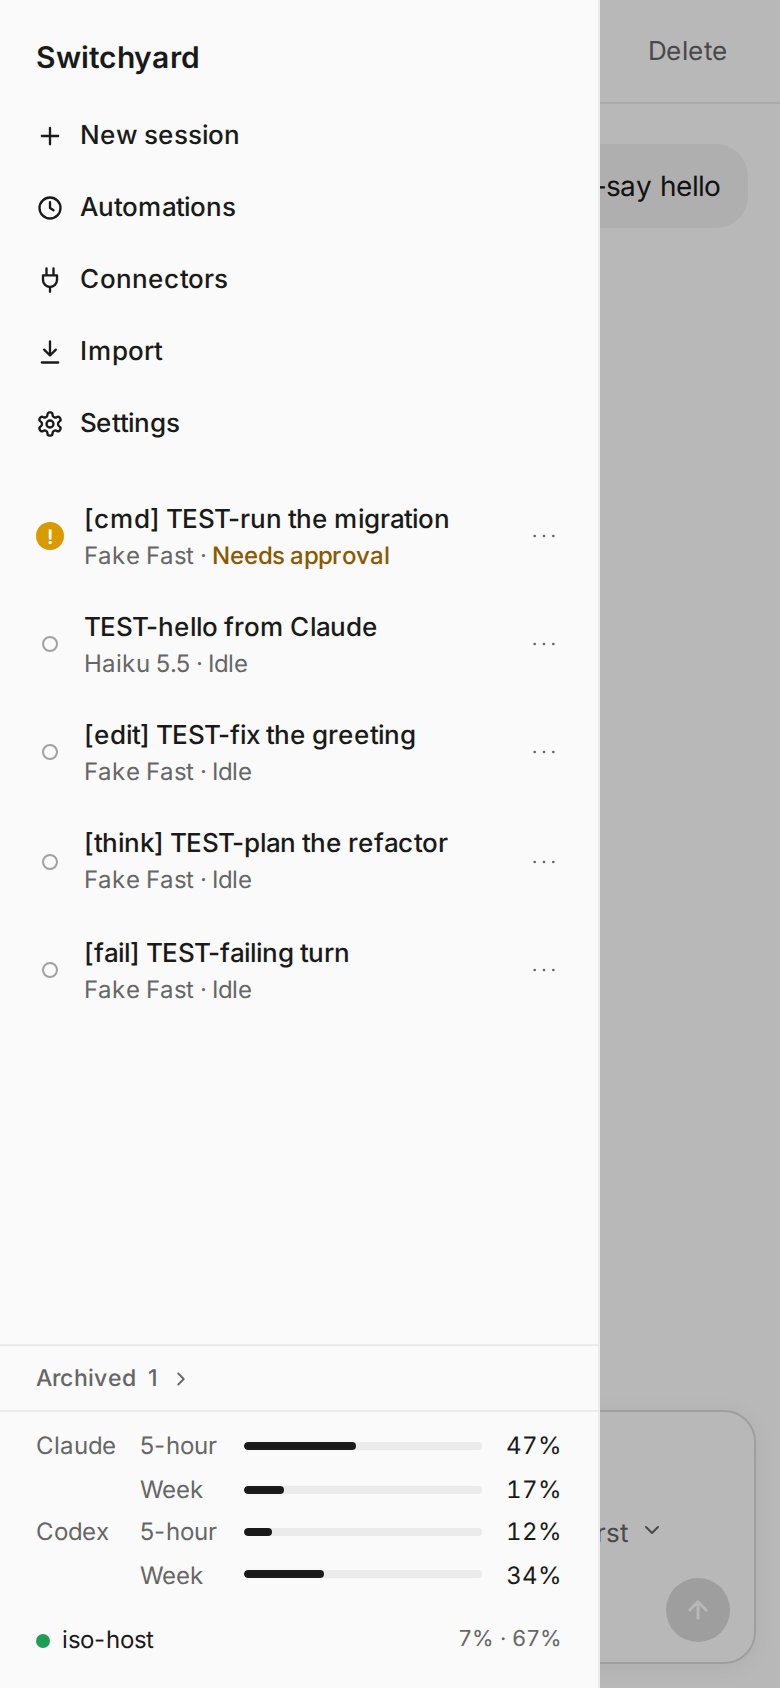 Switchyard
Delete
New session
-say hello
Automations
Connectors
Import
Settings
[cmd] TEST-run the migration
Fake Fast · Needs approval
TEST-hello from Claude
Haiku 5.5 · Idle
[edit] TEST-fix the greeting
Fake Fast · Idle
[think] TEST-plan the refactor
Fake Fast · Idle
[fail] TEST-failing turn
Fake Fast · Idle
Archived 1
Claude 5-hour 47%
Week 17%
Codex 5-hour 12%
rst
Week 34%
iso-host 7% · 67%